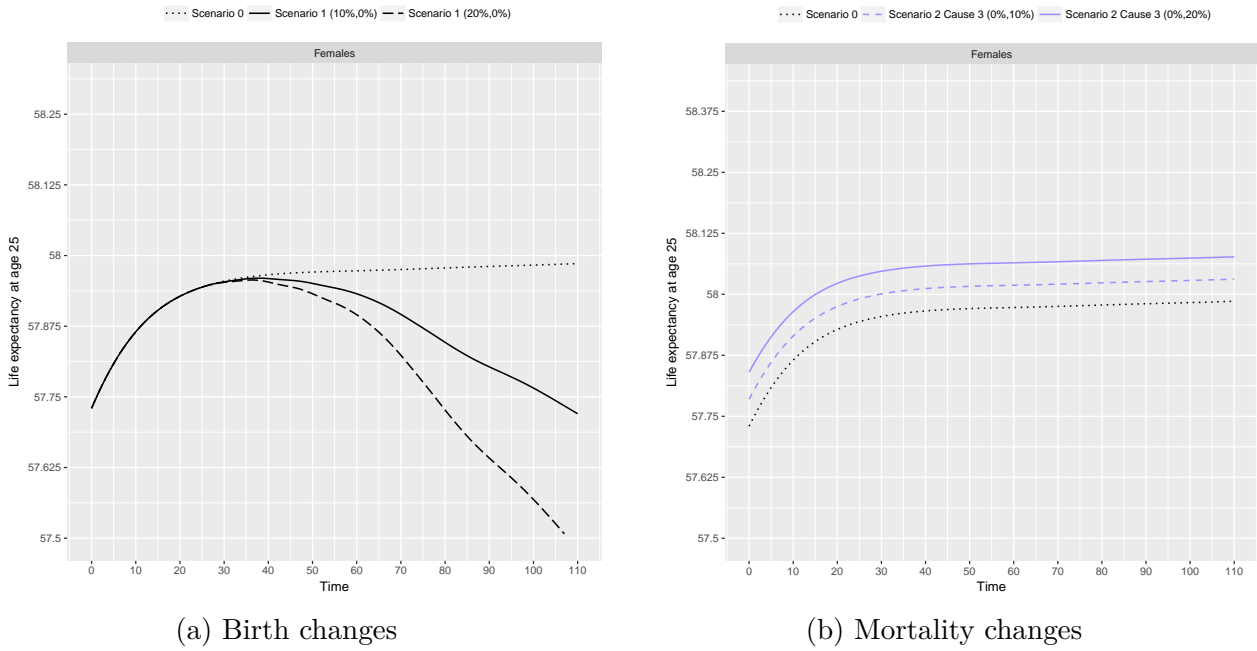 Scenario 0 Scenario 1 (10%,0%) Scenario 1 (20%,0%)
Females
58.25
58.125
58
57.875
57.75
57.625
57.5
Life expectancy at age 25
0 10 20 30 40 50 60 70 80 90 100 110
Time
(a) Birth changes
Scenario 0 Scenario 2 Cause 3 (0%,10%) Scenario 2 Cause 3 (0%,20%)
Females
58.375
58.25
58.125
58
57.875
57.75
57.625
57.5
Life expectancy at age 25
0 10 20 30 40 50 60 70 80 90 100 110
Time
(b) Mortality changes